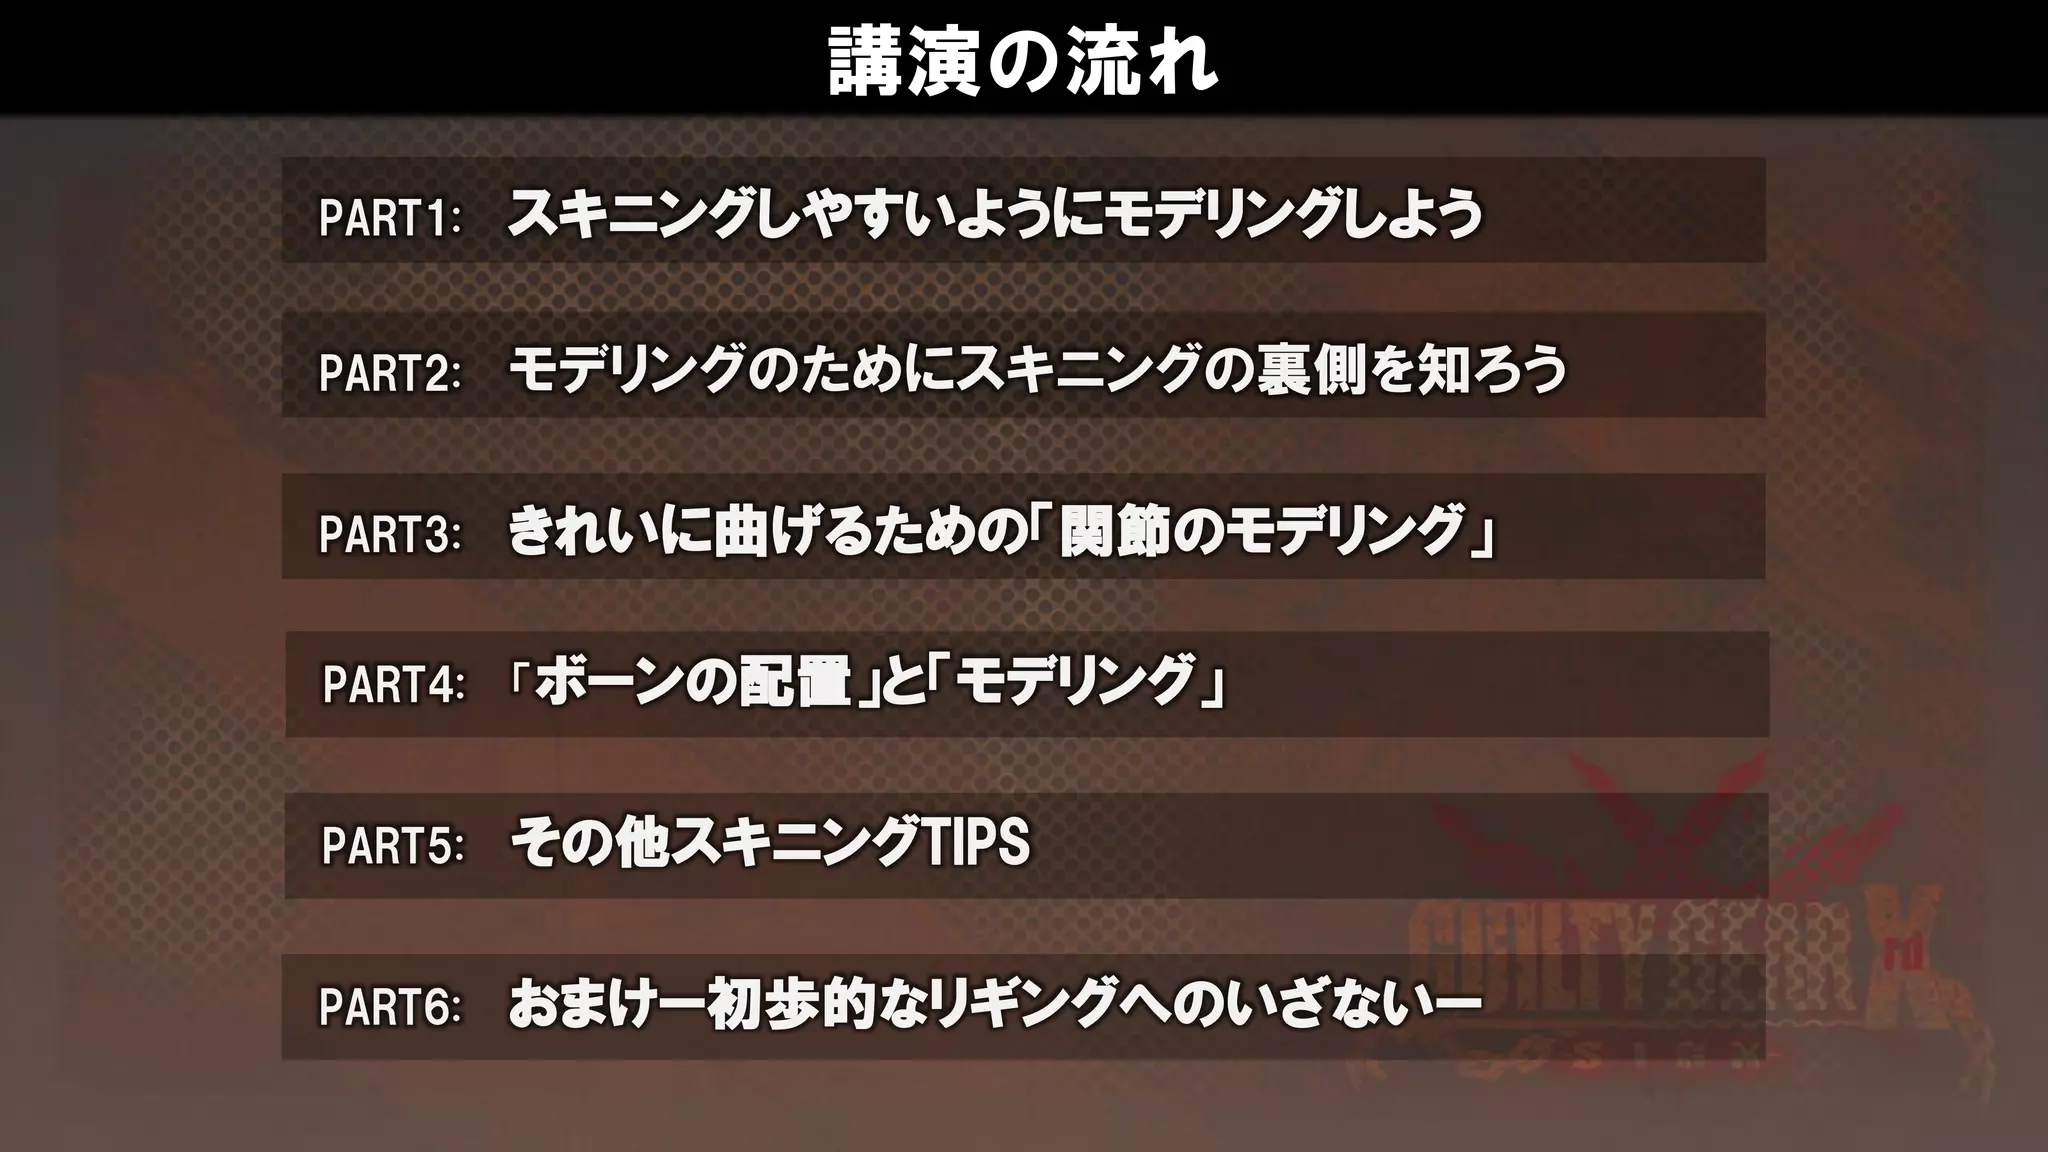 講演の流れ
PART1: スキニングしやすいようにモデリングしよう
PART2: モデリングのためにスキニングの裏側を知ろう
PART3: きれいに曲げるための「関節のモデリング」
PART4: 「ボーンの配置」と「モデリング」
PART5: その他スキニングTIPS
PART6: おまけー初歩的なリギングへのいざないー
GUILTY GEAR Xrd
SIGN